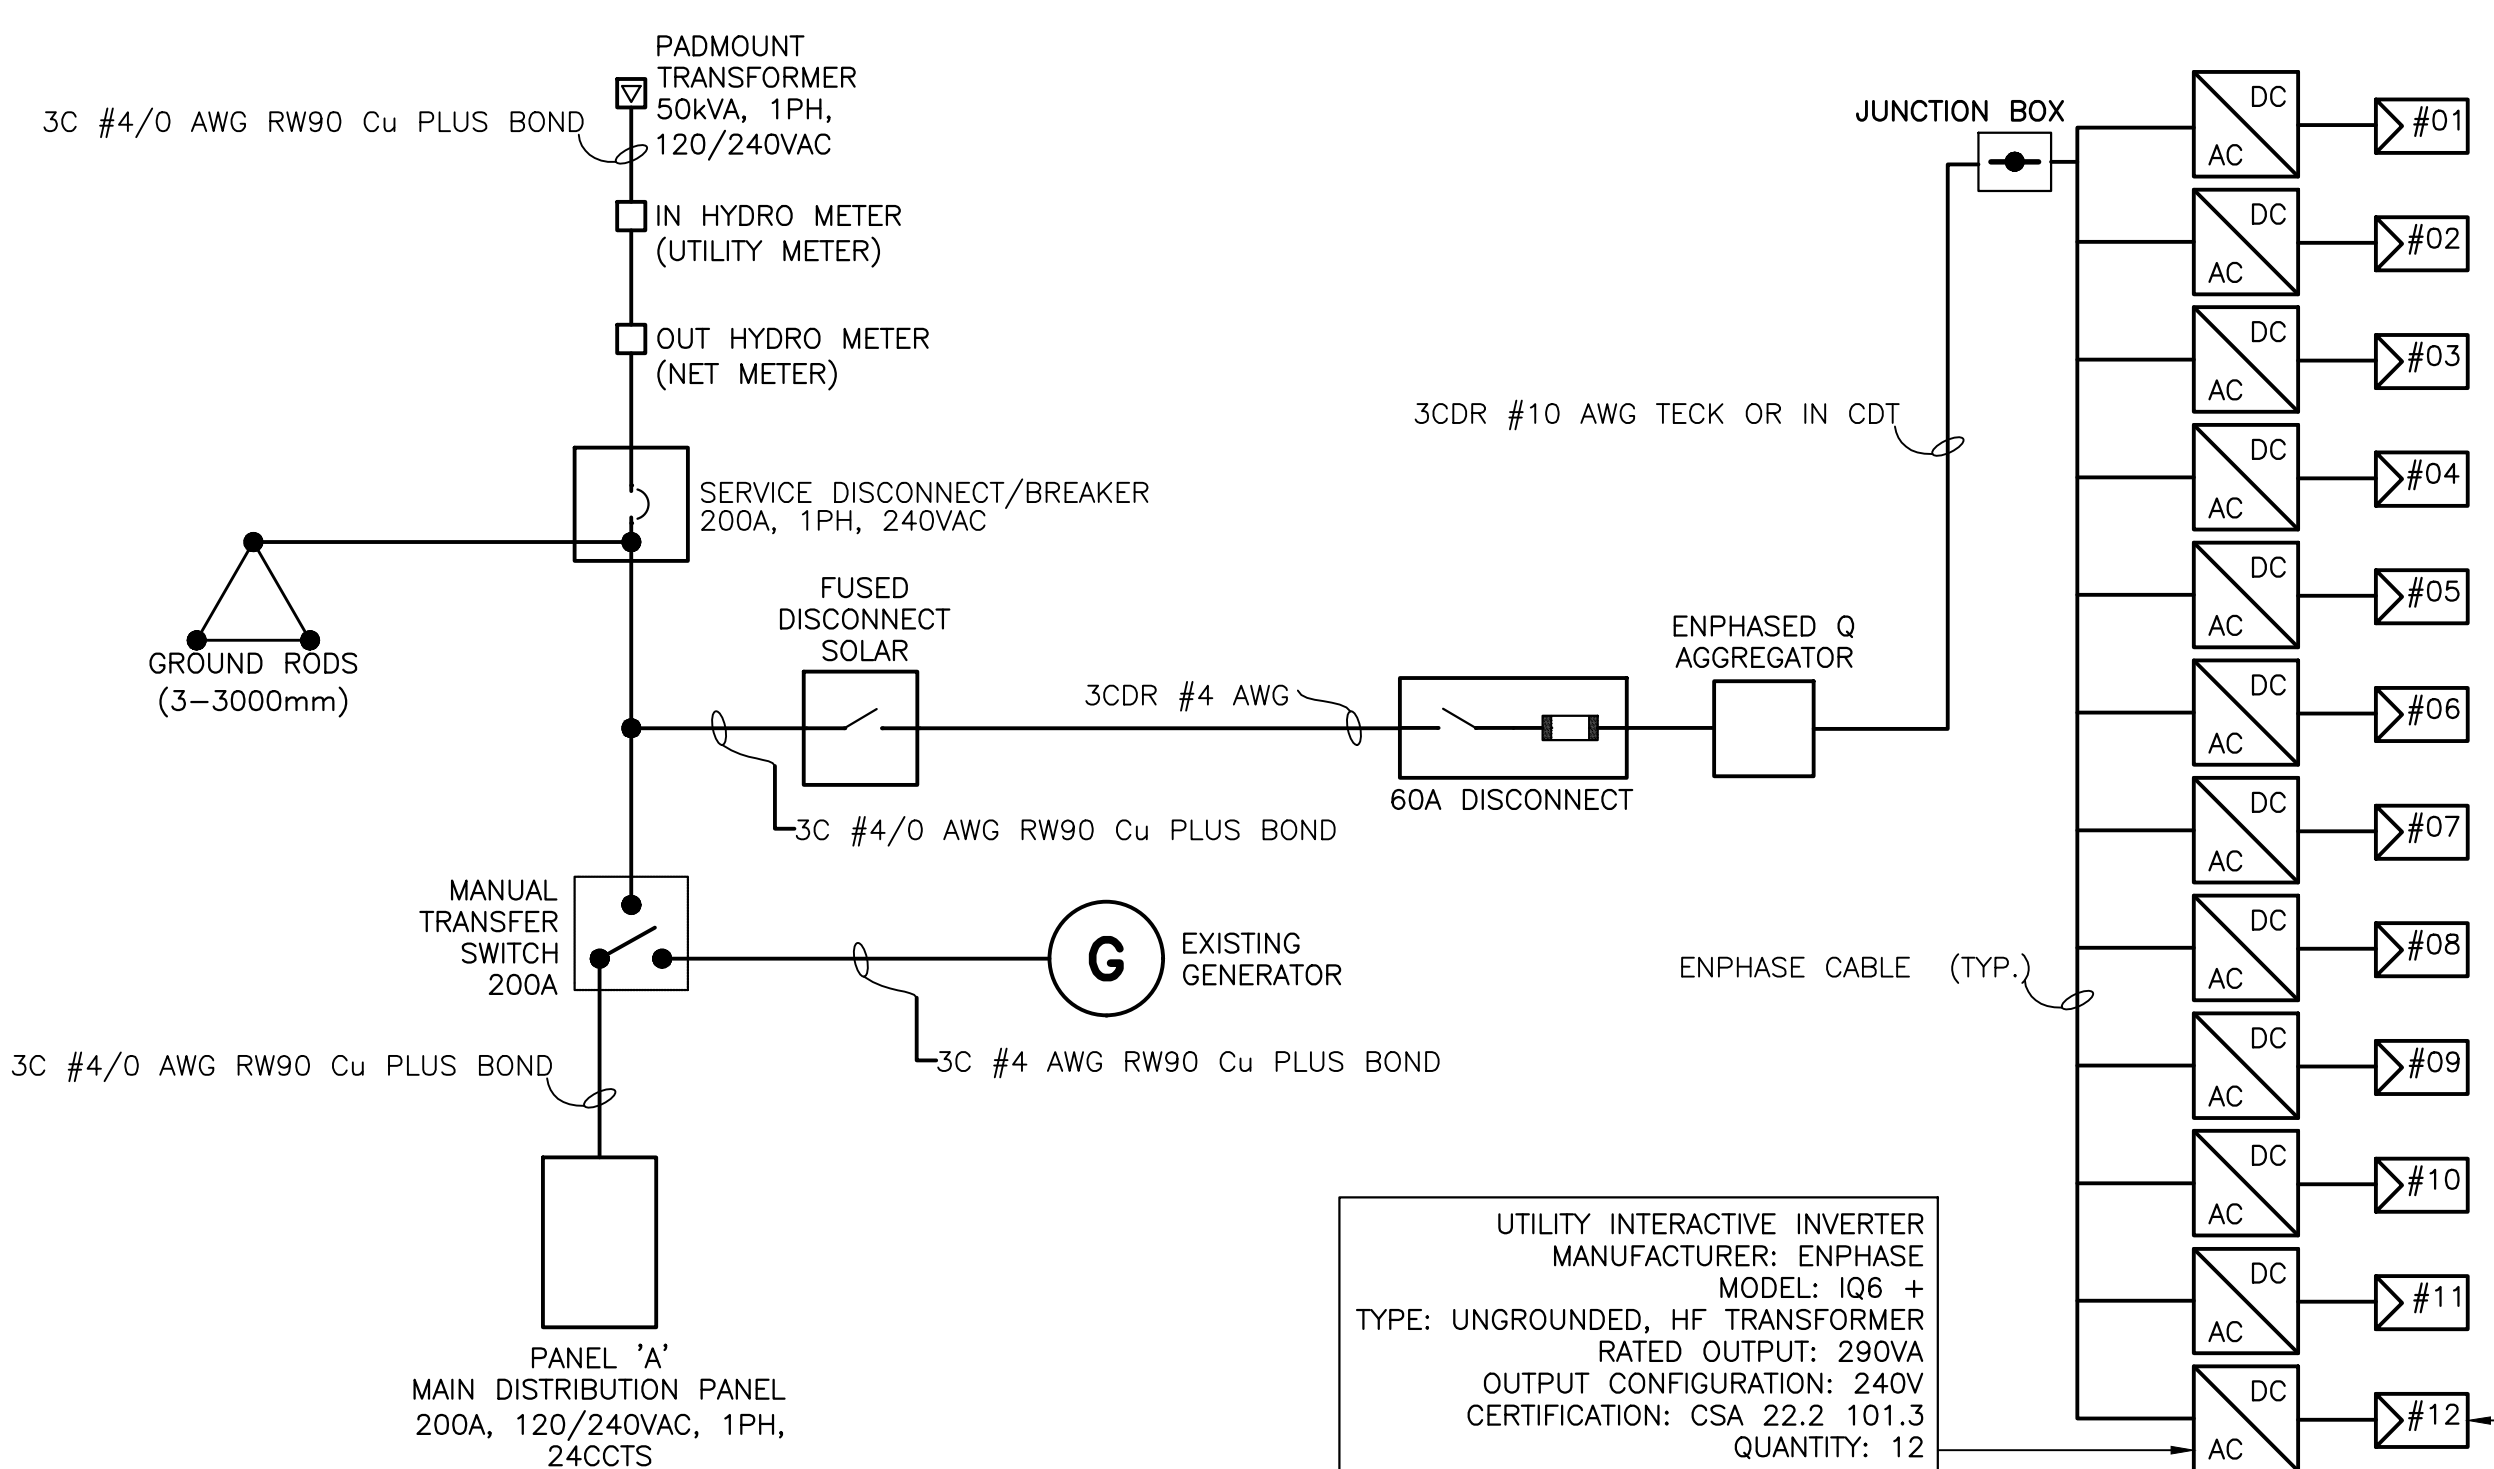 PADMOUNT
TRANSFORMER
50kVA, 1PH,
120/240VAC
3C #4/0 AWG RW90 Cu PLUS BOND
IN HYDRO METER
(UTILITY METER)
OUT HYDRO METER
(NET METER)
SERVICE DISCONNECT/BREAKER
200A, 1PH, 240VAC
GROUND RODS
(3-3000mm)
FUSED
DISCONNECT
SOLAR
3CDR #4 AWG
3C #4/0 AWG RW90 Cu PLUS BOND
60A DISCONNECT
ENPHASED Q
AGGREGATOR
3CDR #10 AWG TECK OR IN CDT
JUNCTION BOX
MANUAL
TRANSFER
SWITCH
200A
G
EXISTING
GENERATOR
3C #4 AWG RW90 Cu PLUS BOND
3C #4/0 AWG RW90 Cu PLUS BOND
PANEL 'A'
MAIN DISTRIBUTION PANEL
200A, 120/240VAC, 1PH,
24CCTS
ENPHASE CABLE (TYP.)
UTILITY INTERACTIVE INVERTER
MANUFACTURER: ENPHASE
MODEL: IQ6 +
TYPE: UNGROUNDED, HF TRANSFORMER
RATED OUTPUT: 290VA
OUTPUT CONFIGURATION: 240V
CERTIFICATION: CSA 22.2 101.3
QUANTITY: 12
DC
AC
#01
DC
AC
#02
DC
AC
#03
DC
AC
#04
DC
AC
#05
DC
AC
#06
DC
AC
#07
DC
AC
#08
DC
AC
#09
DC
AC
#10
DC
AC
#11
DC
AC
#12